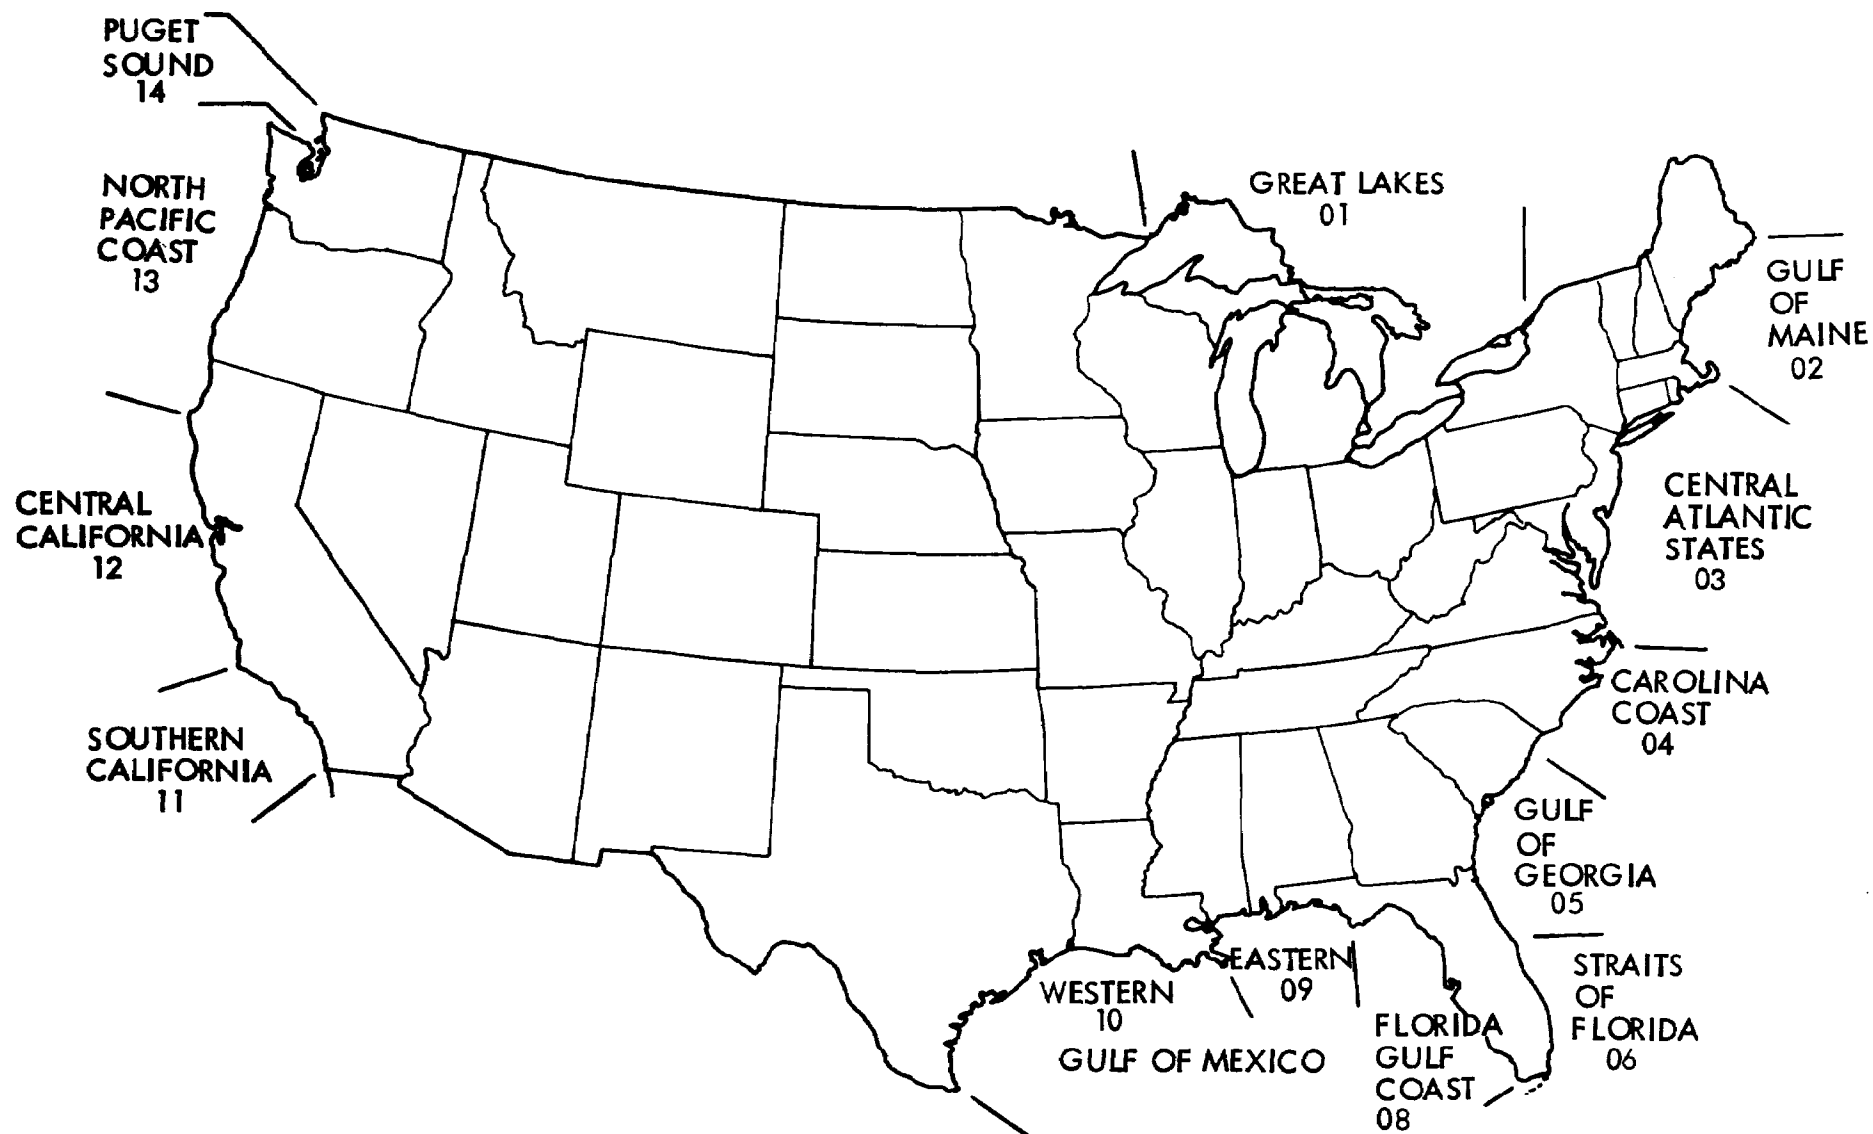 PUGET
SOUND
14
NORTH
PACIFIC
COAST
13
CENTRAL
CALIFORNIA
12
SOUTHERN
CALIFORNIA
11
GREAT LAKES
01
GULF
OF
MAINE
02
CENTRAL
ATLANTIC
STATES
03
CAROLINA
COAST
04
GULF
OF
GEORGIA
05
STRAITS
OF
FLORIDA
06
EASTERN
09
WESTERN
10
GULF OF MEXICO
FLORIDA
GULF
COAST
08